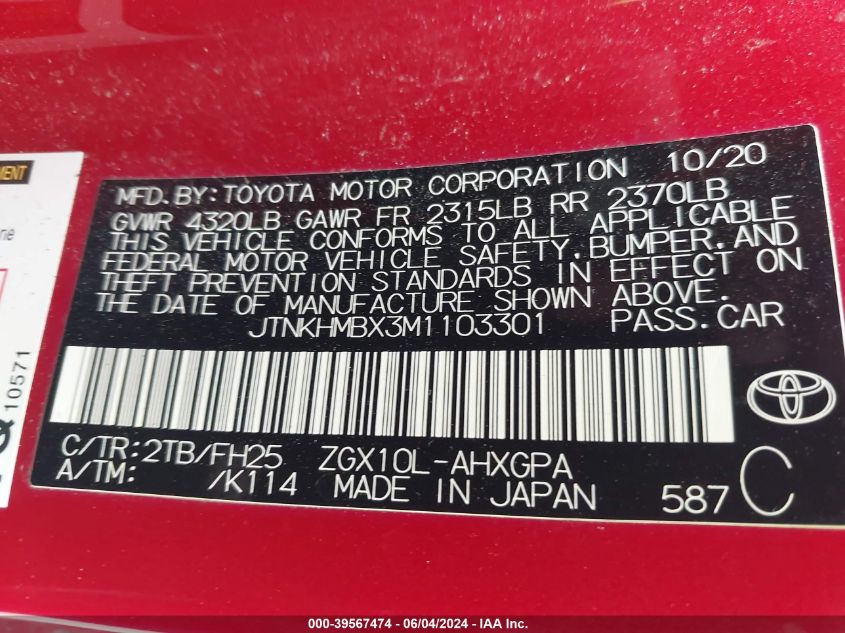 MENT
ne
10571
MFD.BY:TOYOTA MOTOR CORPORATION 10/20
GVWR 4320LB GAWR FR 2315LB RR 2370LB
THIS VEHICLE CONFORMS TO ALL APPLICABLE
FEDERAL MOTOR VEHICLE SAFETY,BUMPER,AND
THEFT PREVENTION STANDARDS IN EFFECT ON
THE DATE OF MANUFACTURE SHOWN ABOVE.
JTNKHMBX3M1103301 PASS.CAR
C/TR:2TB/FH25 ZGX10L-AHXGPA
A/TM: /K114 MADE IN JAPAN 587 C
000-39567474 - 06/04/2024 - IAA Inc.